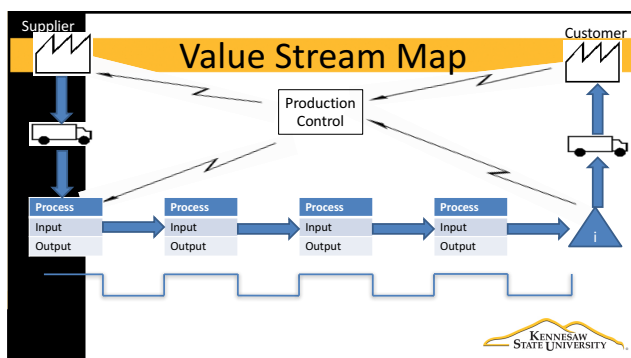 Supplier
Customer
Value Stream Map
Production
Control
Process
Input
Output
Process
Input
Output
Process
Input
Output
Process
Input
Output
i
KENNESAW
STATE UNIVERSITY